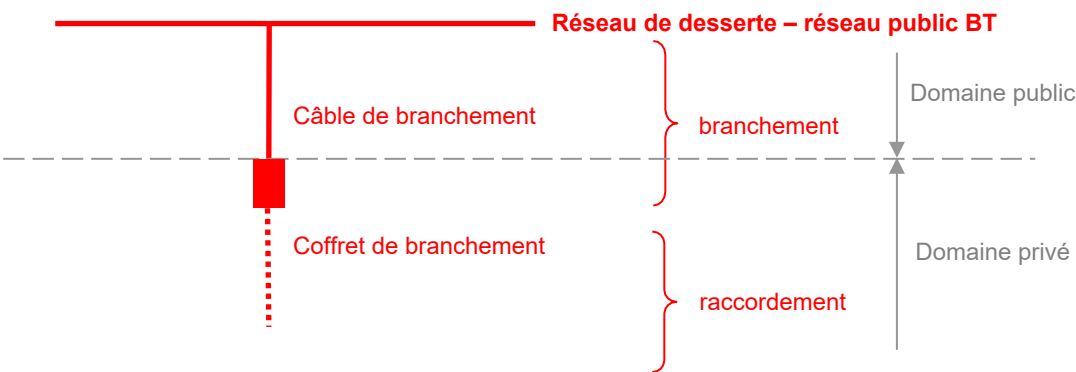 Réseau de desserte – réseau public BT
Domaine public
Câble de branchement
branchement
Coffret de branchement
Domaine privé
raccordement